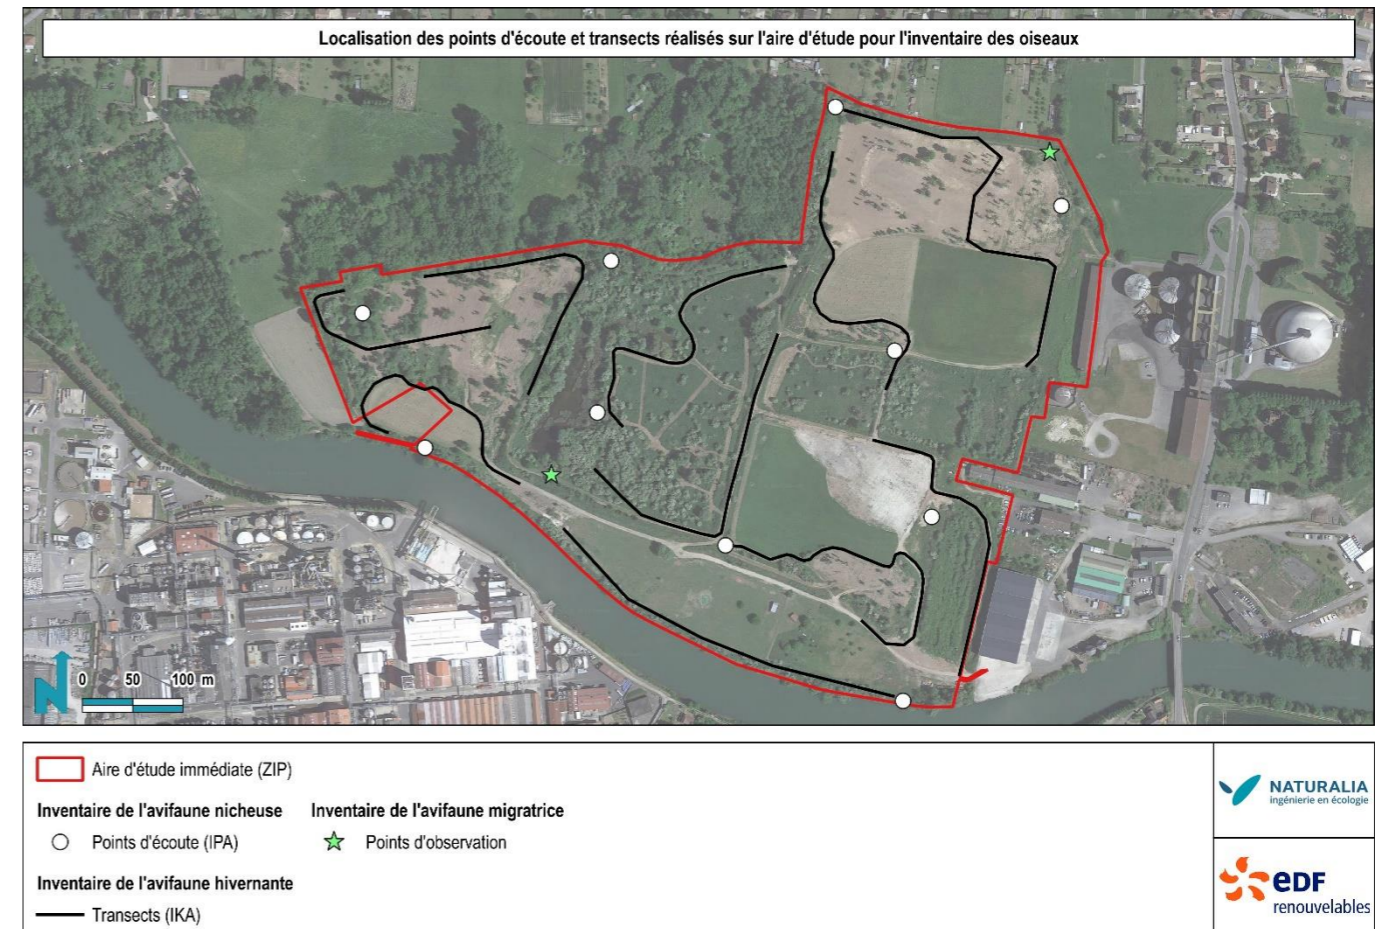 Localisation des points d'écoute et transects réalisés sur l'aire d'étude pour l'inventaire des oiseaux
N
0 50 100 m
Aire d'étude immédiate (ZIP)
Inventaire de l'avifaune nicheuse
Inventaire de l'avifaune migratrice
Points d'écoute (IPA)
Points d'observation
Inventaire de l'avifaune hivernante
Transects (IKA)
NATURALIA
ingénierie en écologie
eDF
renouvelables